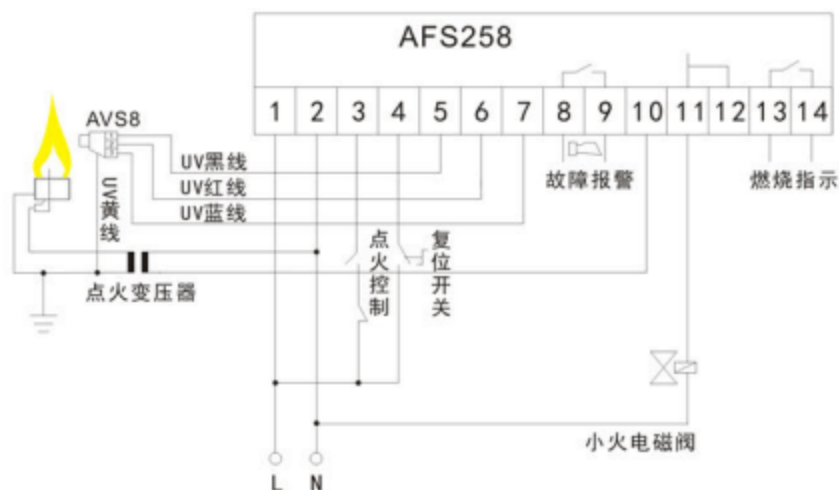 AFS258
1 2 3 4 5 6 7 8 9 10 11 12 13 14
AVS8
UV黑线
UV红线
UV蓝线
UV黄线
故障报警
燃烧指示
点火控制
复位开关
点火变压器
小火电磁阀
L N